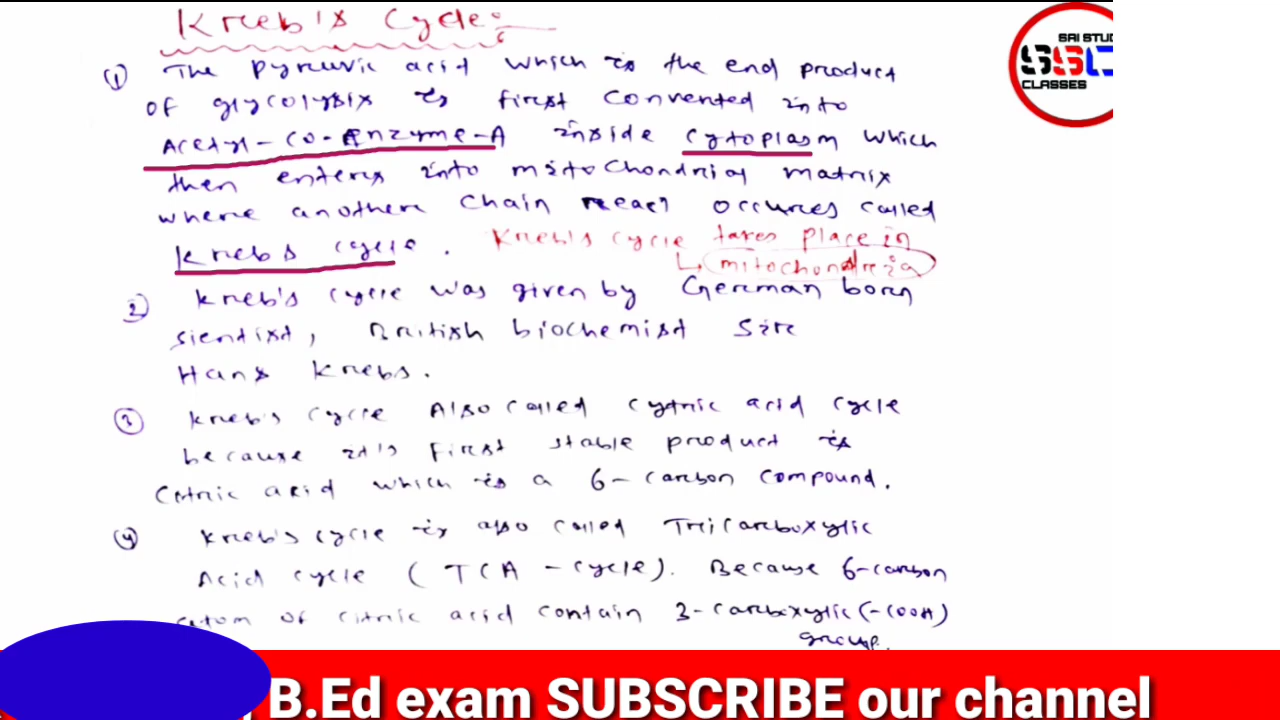 Kreb's Cycle:
SAI STUD
SSC
CLASSES
① The pyruvic acid which is the end product
of glycolysis is first converted into
Acetyl-co-Enzyme-A inside cytoplasm which
then enters into mitochondrial matrix
where another chain react occures called
Krebs cycle. Kreb's cycle takes place in
↳ mitochondria
② Kreb's cycle was given by German born
sientist, British biochemist Sir
Hans Krebs.
③ Kreb's cycle Also called cytric acid cycle
because it's first stable product is
Citric acid which is a 6-carbon compound.
④ Kreb's cycle is also called Tricarboxylic
Acid cycle (TCA-cycle). Because 6-carbon
atom of citric acid contain 3-carboxylic (-COOH)
group.
B.Ed exam SUBSCRIBE our channel